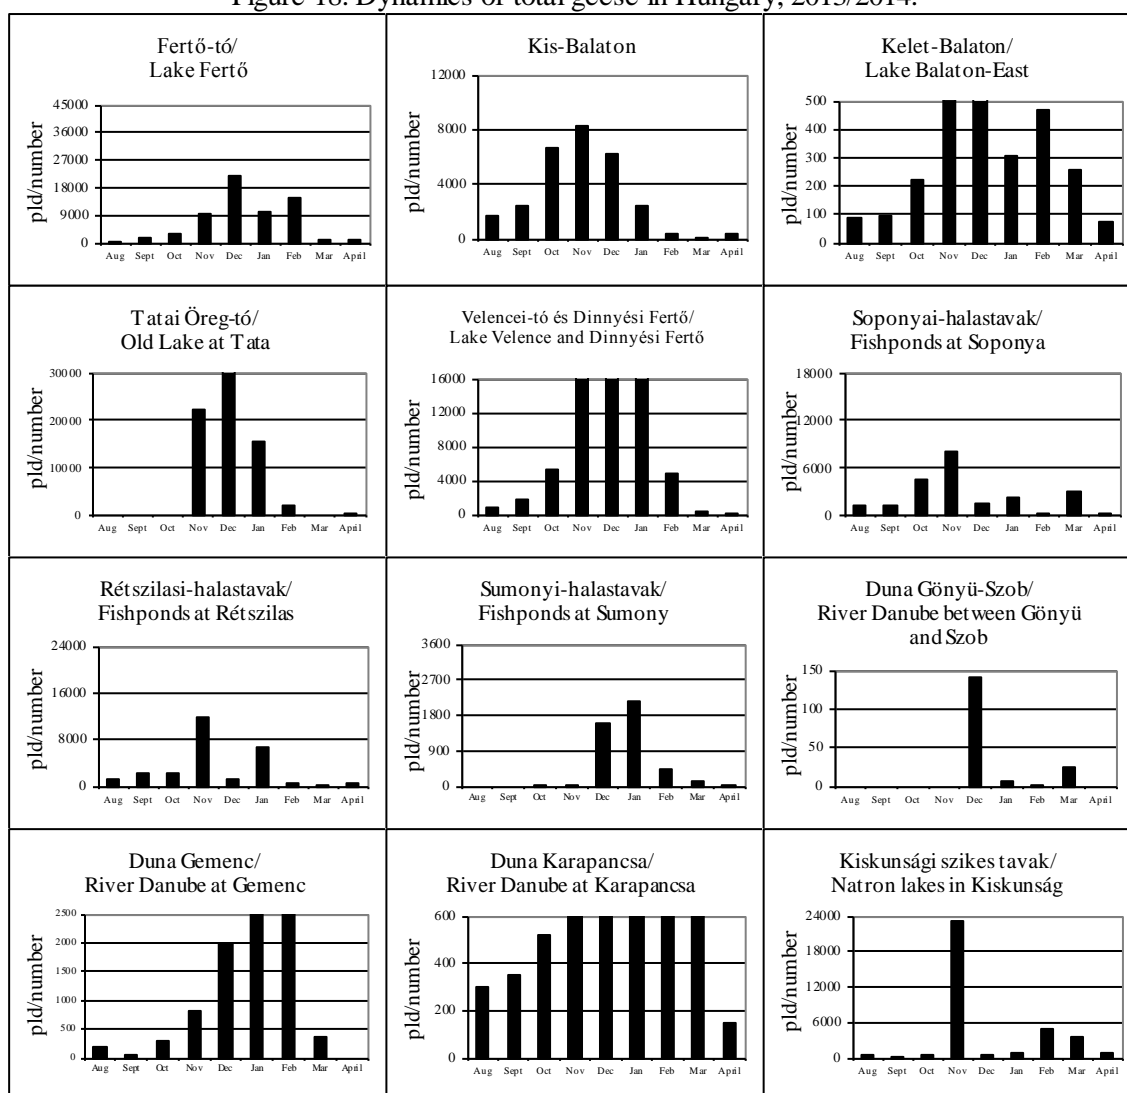 Figure 18. Dynamics of total geese in Hungary, 2013/2014.
Fertő-tó/
Lake Fertő
pld/number
45000
36000
27000
18000
9000
0
Aug Sept Oct Nov Dec Jan Feb Mar April
Kis-Balaton
pld/number
12000
8000
4000
0
Aug Sept Oct Nov Dec Jan Feb Mar April
Kelet-Balaton/
Lake Balaton-East
pld/number
500
400
300
200
100
0
Aug Sept Oct Nov Dec Jan Feb Mar April
Tatai Öreg-tó/
Old Lake at Tata
pld/number
30000
20000
10000
0
Aug Sept Oct Nov Dec Jan Feb Mar April
Velencei-tó és Dinnyési Fertő/
Lake Velence and Dinnyési Fertő
pld/number
16000
12000
8000
4000
0
Aug Sept Oct Nov Dec Jan Feb Mar April
Soponyai-halastavak/
Fishponds at Soponya
pld/number
18000
12000
6000
0
Aug Sept Oct Nov Dec Jan Feb Mar April
Rétszilasi-halastavak/
Fishponds at Rétszilas
pld/number
24000
16000
8000
0
Aug Sept Oct Nov Dec Jan Feb Mar April
Sumonyi-halastavak/
Fishponds at Sumony
pld/number
3600
2700
1800
900
0
Aug Sept Oct Nov Dec Jan Feb Mar April
Duna Gönyü-Szob/
River Danube between Gönyü
and Szob
pld/number
150
100
50
0
Aug Sept Oct Nov Dec Jan Feb Mar April
Duna Gemenc/
River Danube at Gemenc
pld/number
2500
2000
1500
1000
500
0
Aug Sept Oct Nov Dec Jan Feb Mar April
Duna Karapancsa/
River Danube at Karapancsa
pld/number
600
400
200
0
Aug Sept Oct Nov Dec Jan Feb Mar April
Kiskunsági szikes tavak/
Natron lakes in Kiskunság
pld/number
24000
18000
12000
6000
0
Aug Sept Oct Nov Dec Jan Feb Mar April